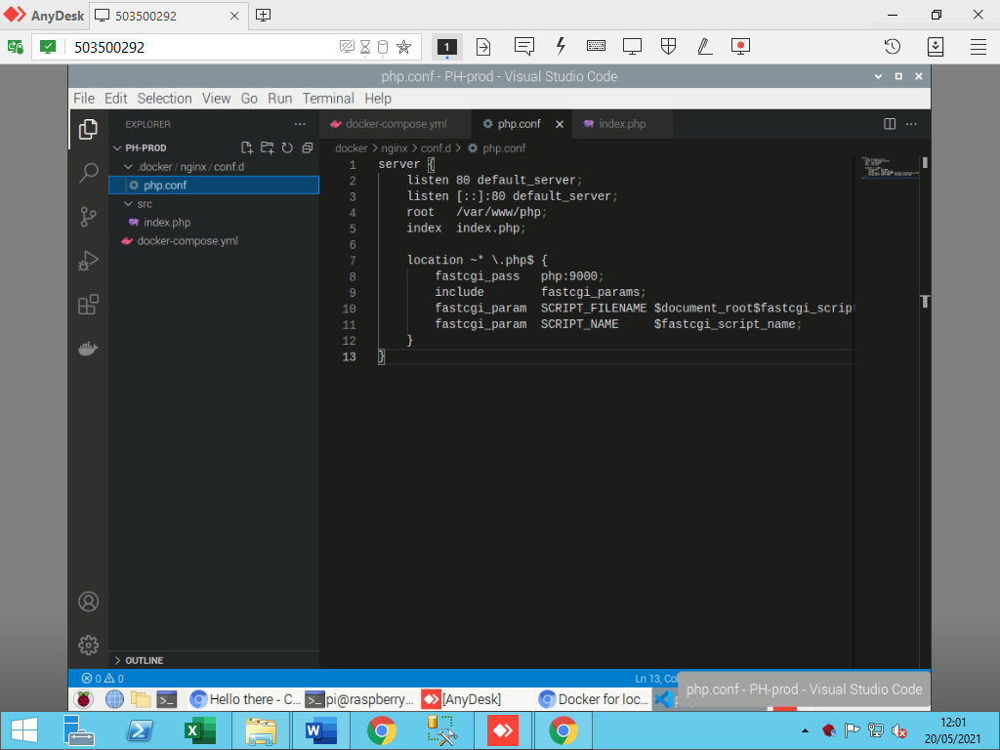 AnyDesk
503500292
503500292
1
php.conf - PH-prod - Visual Studio Code
File Edit Selection View Go Run Terminal Help
EXPLORER
docker-compose.yml
php.conf
index.php
PH-PROD
.docker / nginx / conf.d
php.conf
src
index.php
docker-compose.yml
.docker > nginx > conf.d > php.conf
1 server {
2 listen 80 default_server;
3 listen [::]:80 default_server;
4 root /var/www/php;
5 index index.php;
6
7 location ~* \.php$ {
8 fastcgi_pass php:9000;
9 include fastcgi_params;
10 fastcgi_param SCRIPT_FILENAME $document_root$fastcgi_script
11 fastcgi_param SCRIPT_NAME $fastcgi_script_name;
12 }
13 }
OUTLINE
0 0
Ln 13, Co
php.conf - PH-prod - Visual Studio Code
Hello there - C...
pi@raspberry...
[AnyDesk]
Docker for loc...
12:01
20/05/2021